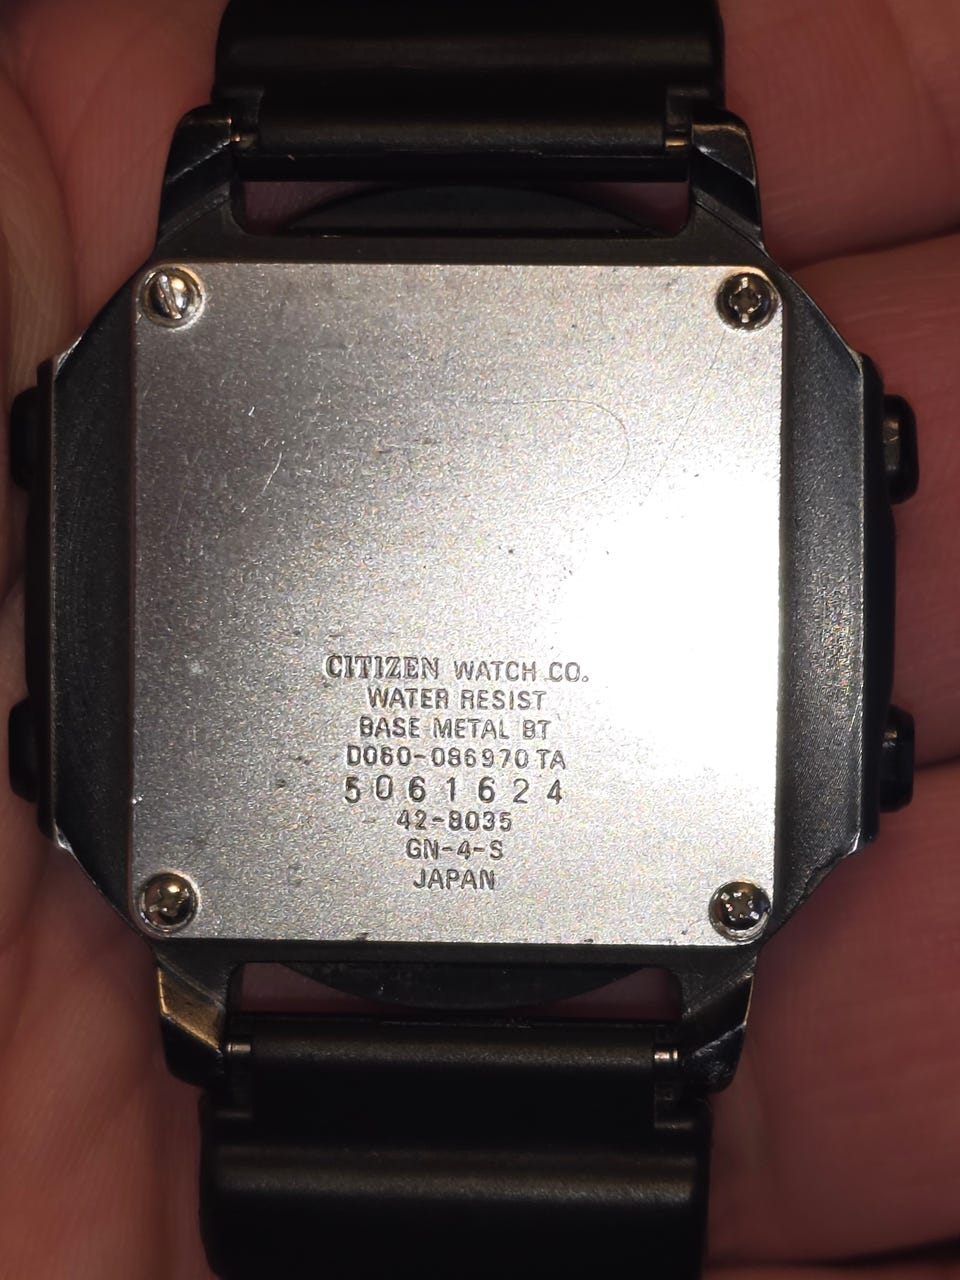 CITIZEN WATCH CO.
WATER RESIST
BASE METAL BT
D060-086970 TA
5061624
42-8035
GN-4-S
JAPAN